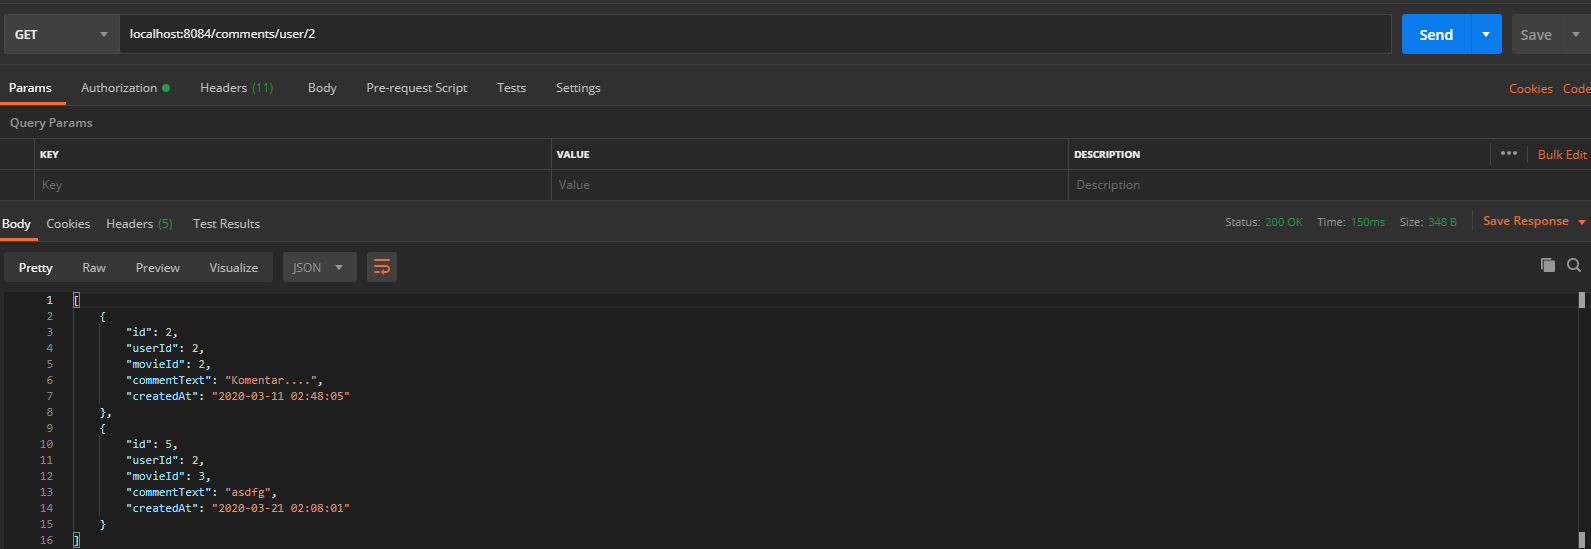 GET localhost:8084/comments/user/2 Send Save
Params Authorization Headers (11) Body Pre-request Script Tests Settings Cookies Code
Query Params
KEY VALUE DESCRIPTION ••• Bulk Edit
Key Value Description
Body Cookies Headers (5) Test Results Status: 200 OK Time: 150ms Size: 348 B Save Response
Pretty Raw Preview Visualize JSON
1 [
2 {
3 "id": 2,
4 "userId": 2,
5 "movieId": 2,
6 "commentText": "Komentar....",
7 "createdAt": "2020-03-11 02:48:05"
8 },
9 {
10 "id": 5,
11 "userId": 2,
12 "movieId": 3,
13 "commentText": "asdfg",
14 "createdAt": "2020-03-21 02:08:01"
15 }
16 ]